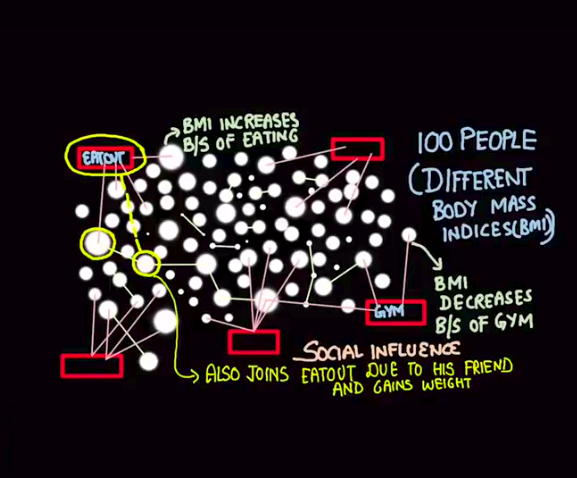 BMI INCREASES
B/S OF EATING
EATOUT
100 PEOPLE
(DIFFERENT
BODY MASS
INDICES(BMI))
BMI
DECREASES
B/S OF GYM
GYM
SOCIAL INFLUENCE
ALSO JOINS EATOUT DUE TO HIS FRIEND
AND GAINS WEIGHT